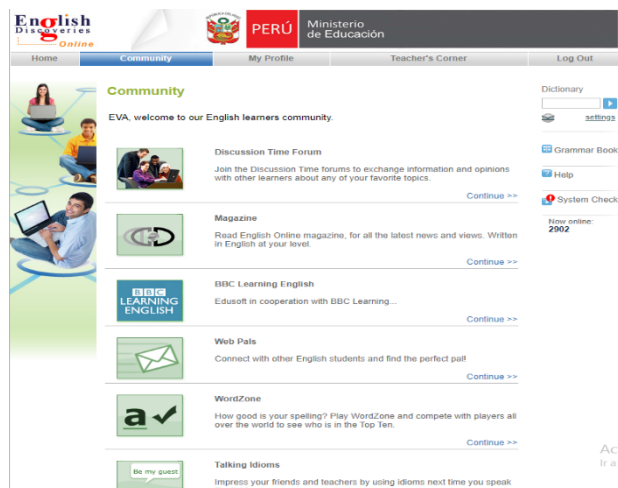 English
Discoveries
Online
PERÚ
Ministerio
de Educación
Home
Community
My Profile
Teacher's Corner
Log Out
Community
EVA, welcome to our English learners community.
Discussion Time Forum
Join the Discussion Time forums to exchange information and opinions
with other learners about any of your favorite topics.
Continue >>
Magazine
Read English Online magazine, for all the latest news and views. Written
in English at your level.
Continue >>
BBC
LEARNING
ENGLISH
BBC Learning English
Edusoft in cooperation with BBC Learning...
Continue >>
Web Pals
Connect with other English students and find the perfect pal!
Continue >>
a
WordZone
How good is your spelling? Play WordZone and compete with players all
over the world to see who is in the Top Ten.
Continue >>
Be my guest
Talking Idioms
Impress your friends and teachers by using idioms next time you speak
Dictionary
settings
Grammar Book
Help
System Check
Now online:
2902
Ac
Ir a